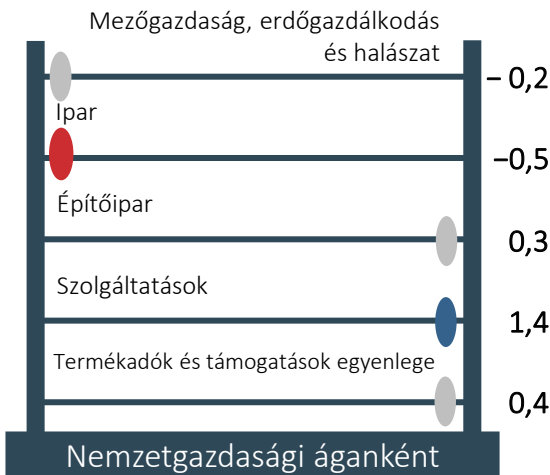 Mezőgazdaság, erdőgazdálkodás
és halászat
– 0,2
Ipar
–0,5
Építőipar
0,3
Szolgáltatások
1,4
Termékadók és támogatások egyenlege
0,4
Nemzetgazdasági áganként